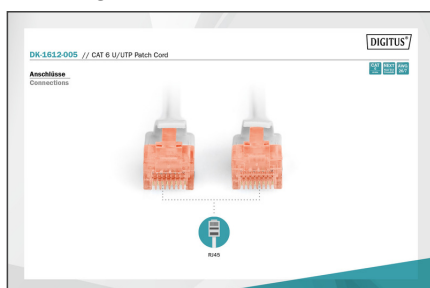 DIGITUS®
DK-1612-005 // CAT 6 U/UTP Patch Cord
Anschlüsse
Connections
RJ45